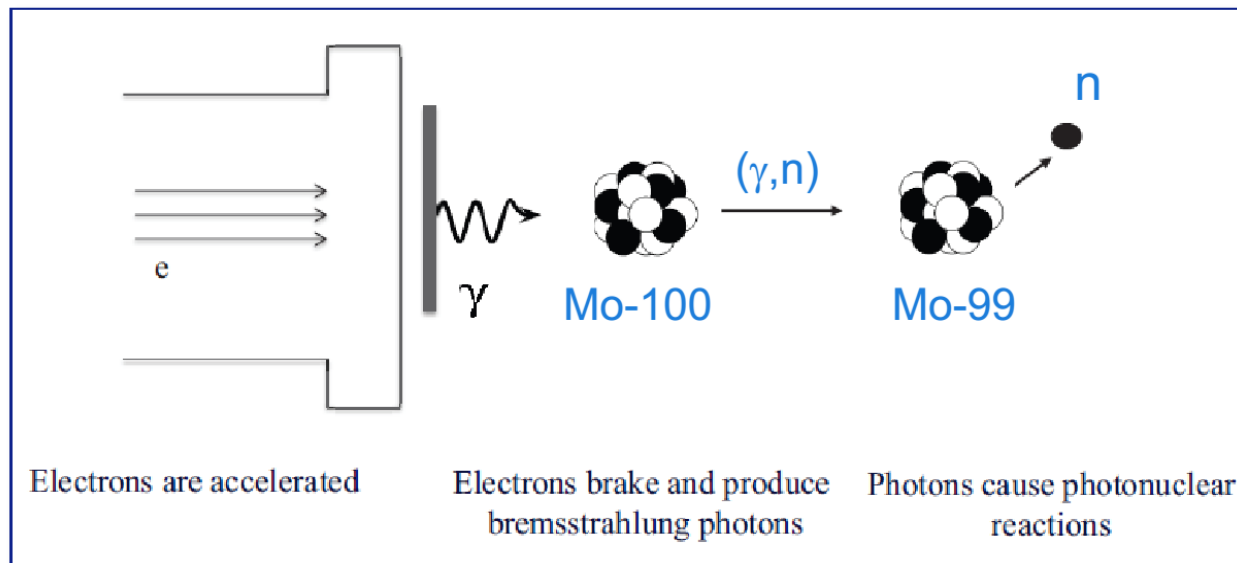 n
(γ,n)
e
γ
Mo-100
Mo-99
Electrons are accelerated
Electrons brake and produce
bremsstrahlung photons
Photons cause photonuclear
reactions